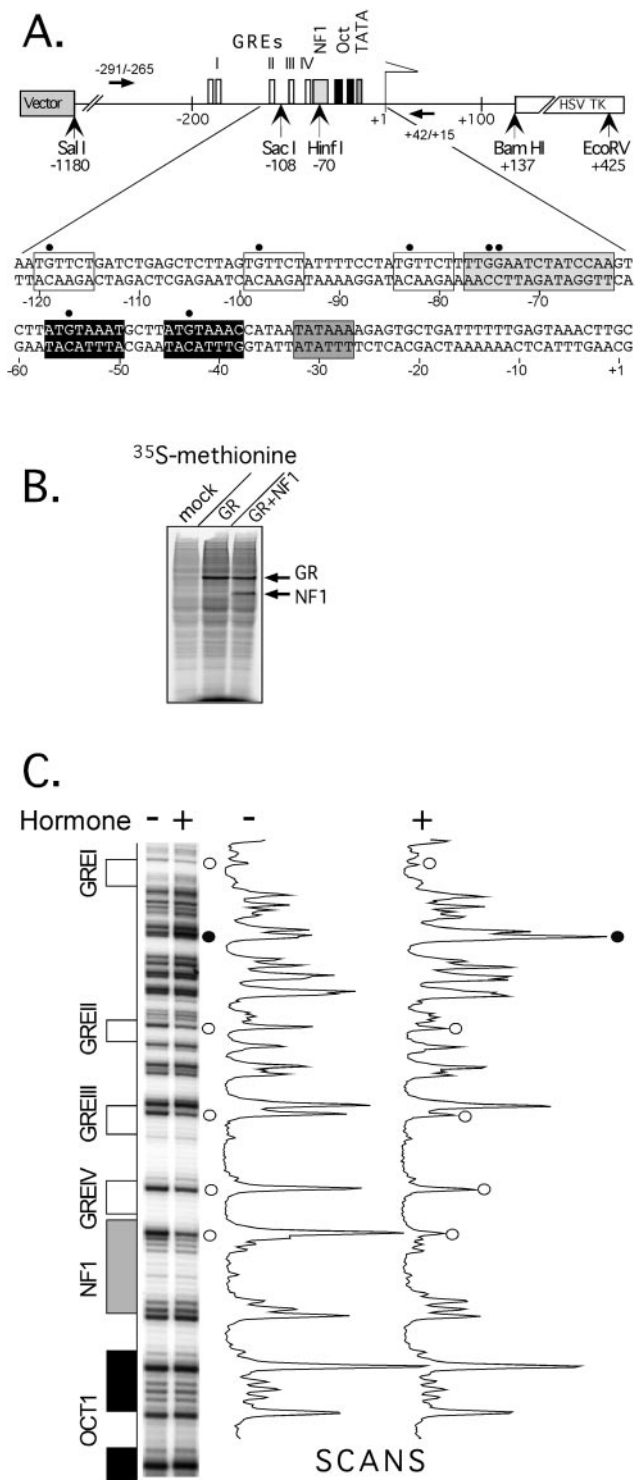 A.
GREs
NF1
Oct
TATA
I
II
III
IV
-291/-265
Vector
-200
+1
+100
HSV TK
+42/+15
Sal I
-1180
Sac I
-108
Hinf I
-70
Bam HI
+137
EcoRV
+425
AATGTTCTGATCTGAGCTCTTAGTGTTCTATTTTCCTATGTTCTTTTGGAATCTATCCAAGT
TTACAAGACTAGACTCGAGAATCACAAGATAAAAGGATACAAGAAAACCTTAGATAGGTTCA
-120 -110 -100 -90 -80 -70
CTTATGTAAATGCTTATGTAAACCATAATATAAAAGAGTGCTGATTTTTTGAGTAAACTTGC
GAATACATTTACGAATACATTTGGTATTATATTTTCTCACGACTAAAAAACTCATTTGAACG
-60 -50 -40 -30 -20 -10 +1
B.
35S-methionine
mock
GR
GR+NF1
GR
NF1
C.
Hormone - + - +
GREI
GREII
GREIII
GREIV
NF1
OCT1
SCANS